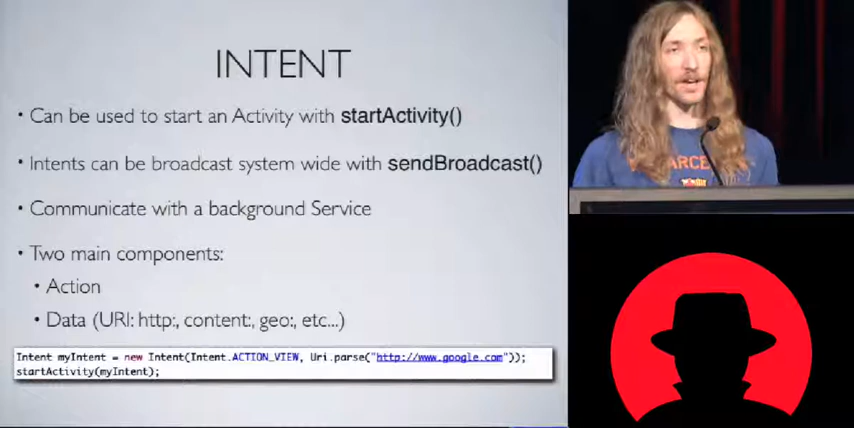 INTENT
• Can be used to start an Activity with startActivity()
• Intents can be broadcast system wide with sendBroadcast()
• Communicate with a background Service
• Two main components:
• Action
• Data (URI: http:, content:, geo:, etc...)
Intent myIntent = new Intent(Intent.ACTION_VIEW, Uri.parse("http://www.google.com"));
startActivity(myIntent);
ARCE